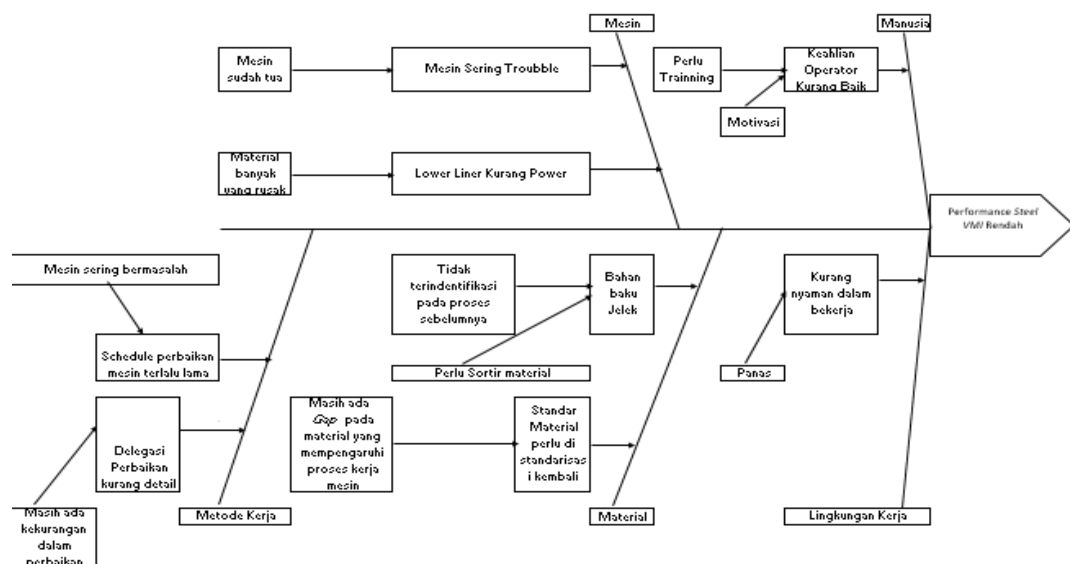 Mesin
Manusia
Mesin
sudah tua
Mesin Sering Troubble
Perlu
Trainning
Keahlian
Operator
Kurang Baik
Motivasi
Material
banyak
yang rusak
Lower Liner Kurang Power
Performance Steel
VMI Rendah
Mesin sering bermasalah
Tidak
terindentifikasi
pada proses
sebelumnya
Bahan
baku
Jelek
Kurang
nyaman dalam
bekerja
Schedule perbaikan
mesin terlalu lama
Perlu Sortir material
Panas
Delegasi
Perbaikan
kurang detail
Masih ada
Gap pada
material yang
mempengaruhi
proses kerja
mesin
Standar
Material
perlu di
standarisas
i kembali
Masih ada
kekurangan
dalam
perbaikan
Metode Kerja
Material
Lingkungan Kerja